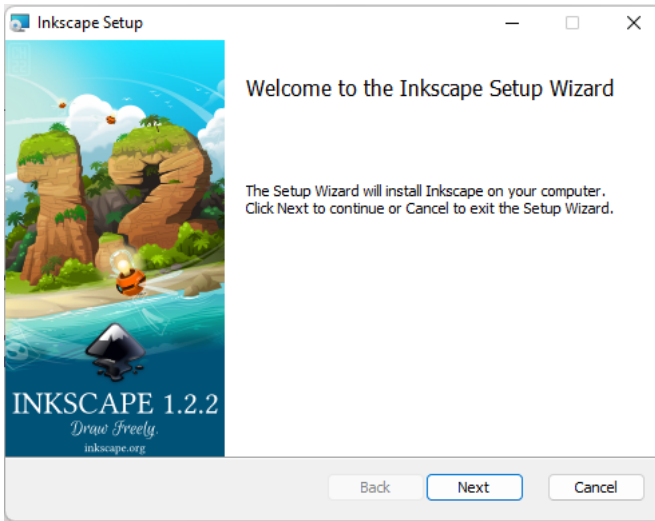 Inkscape Setup
Welcome to the Inkscape Setup Wizard
The Setup Wizard will install Inkscape on your computer.
Click Next to continue or Cancel to exit the Setup Wizard.
INKSCAPE 1.2.2
Draw Freely.
inkscape.org
Back
Next
Cancel